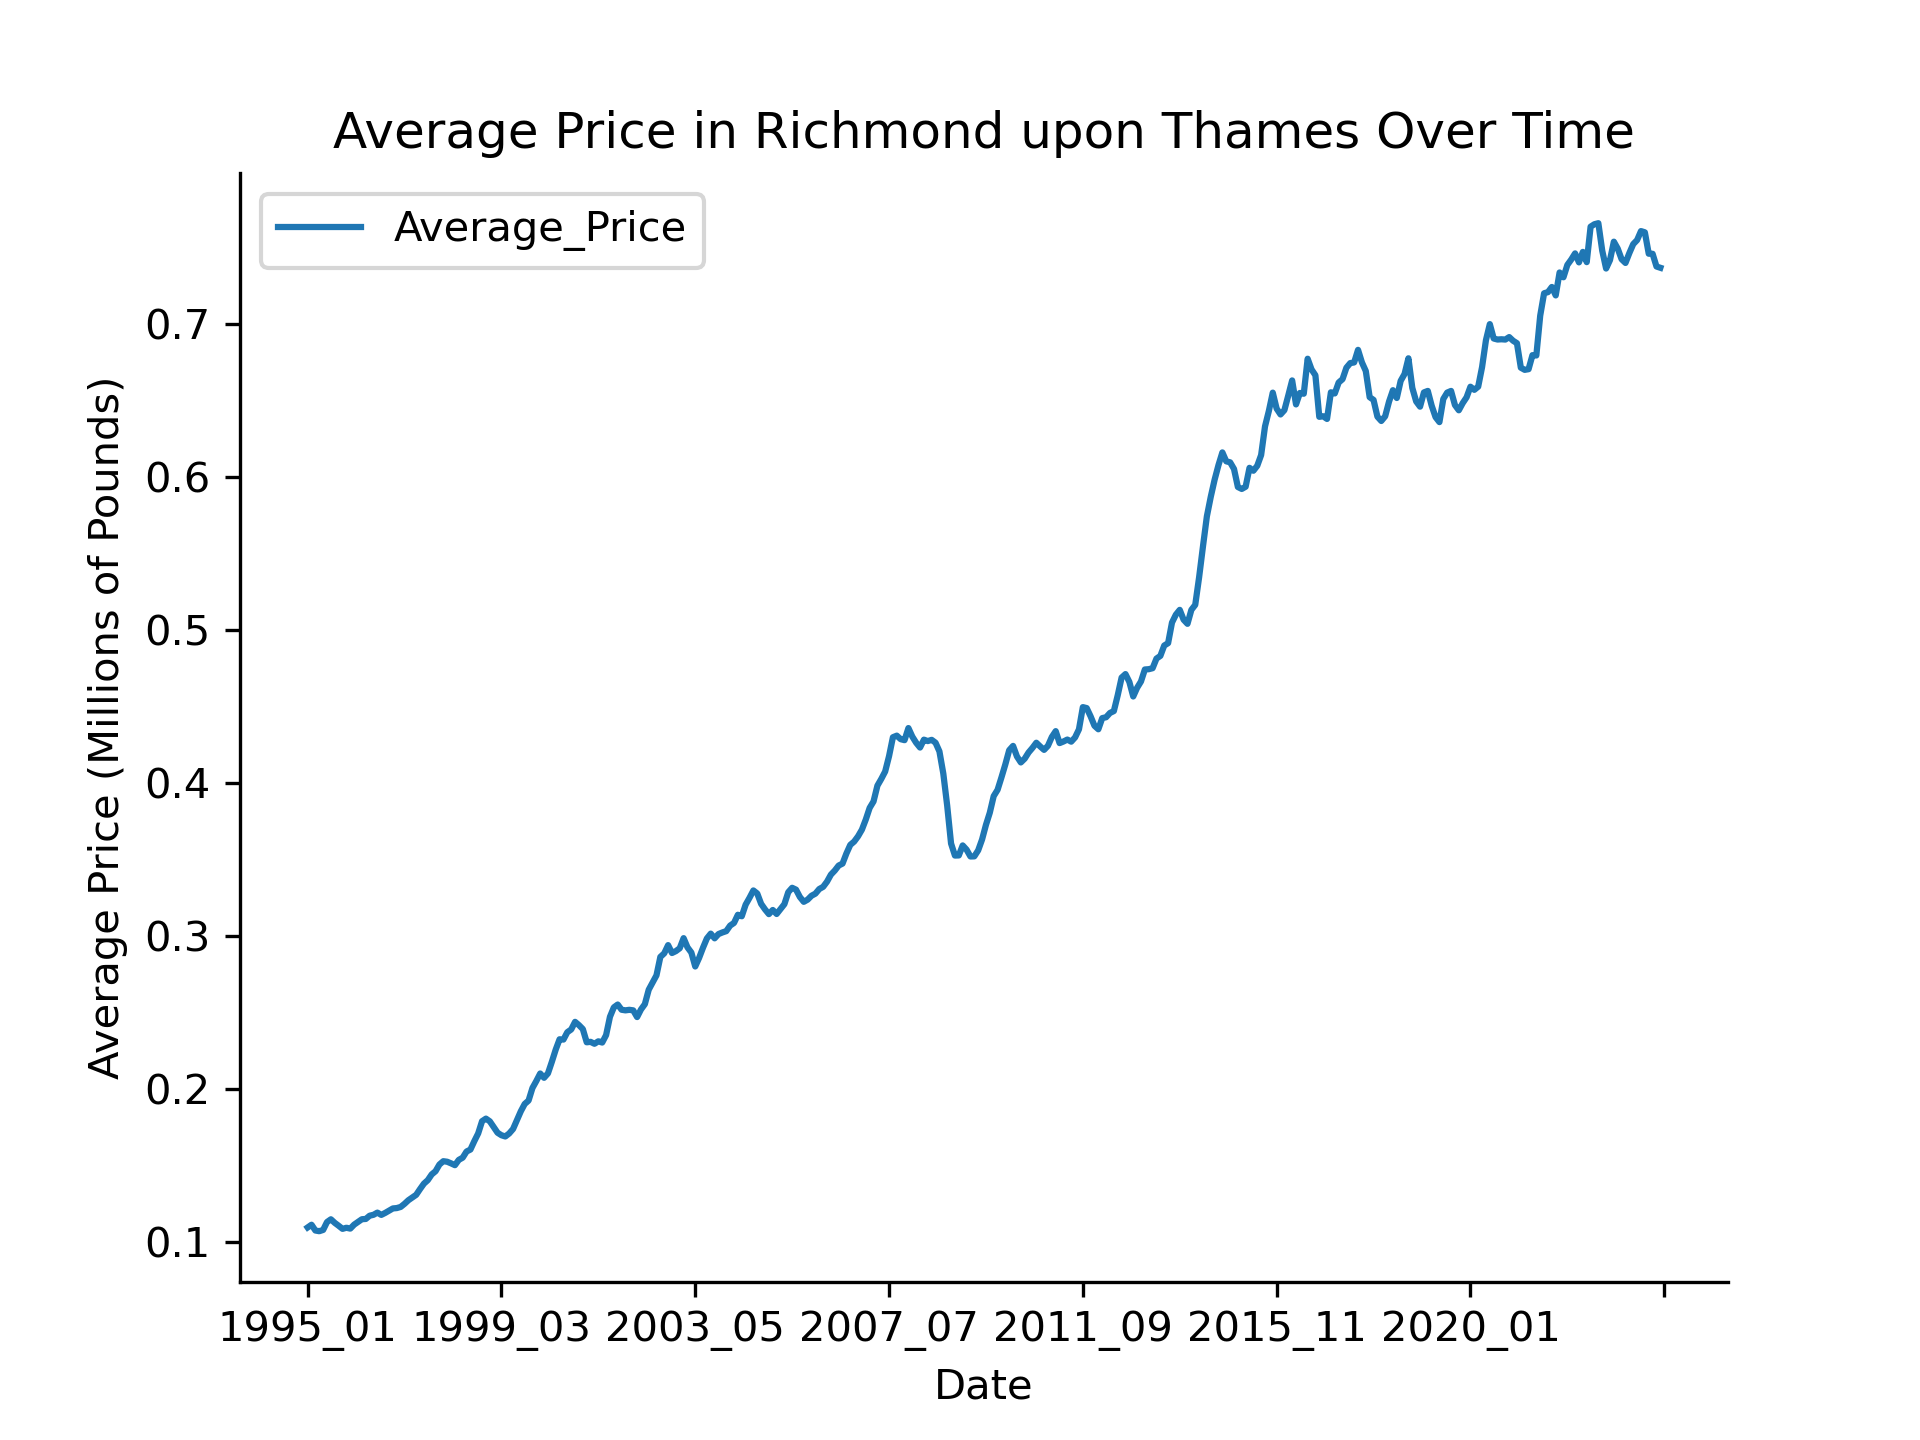 Average Price in Richmond upon Thames Over Time
Average_Price
Average Price (Millions of Pounds)
0.7
0.6
0.5
0.4
0.3
0.2
0.1
1995_01 1999_03 2003_05 2007_07 2011_09 2015_11 2020_01
Date